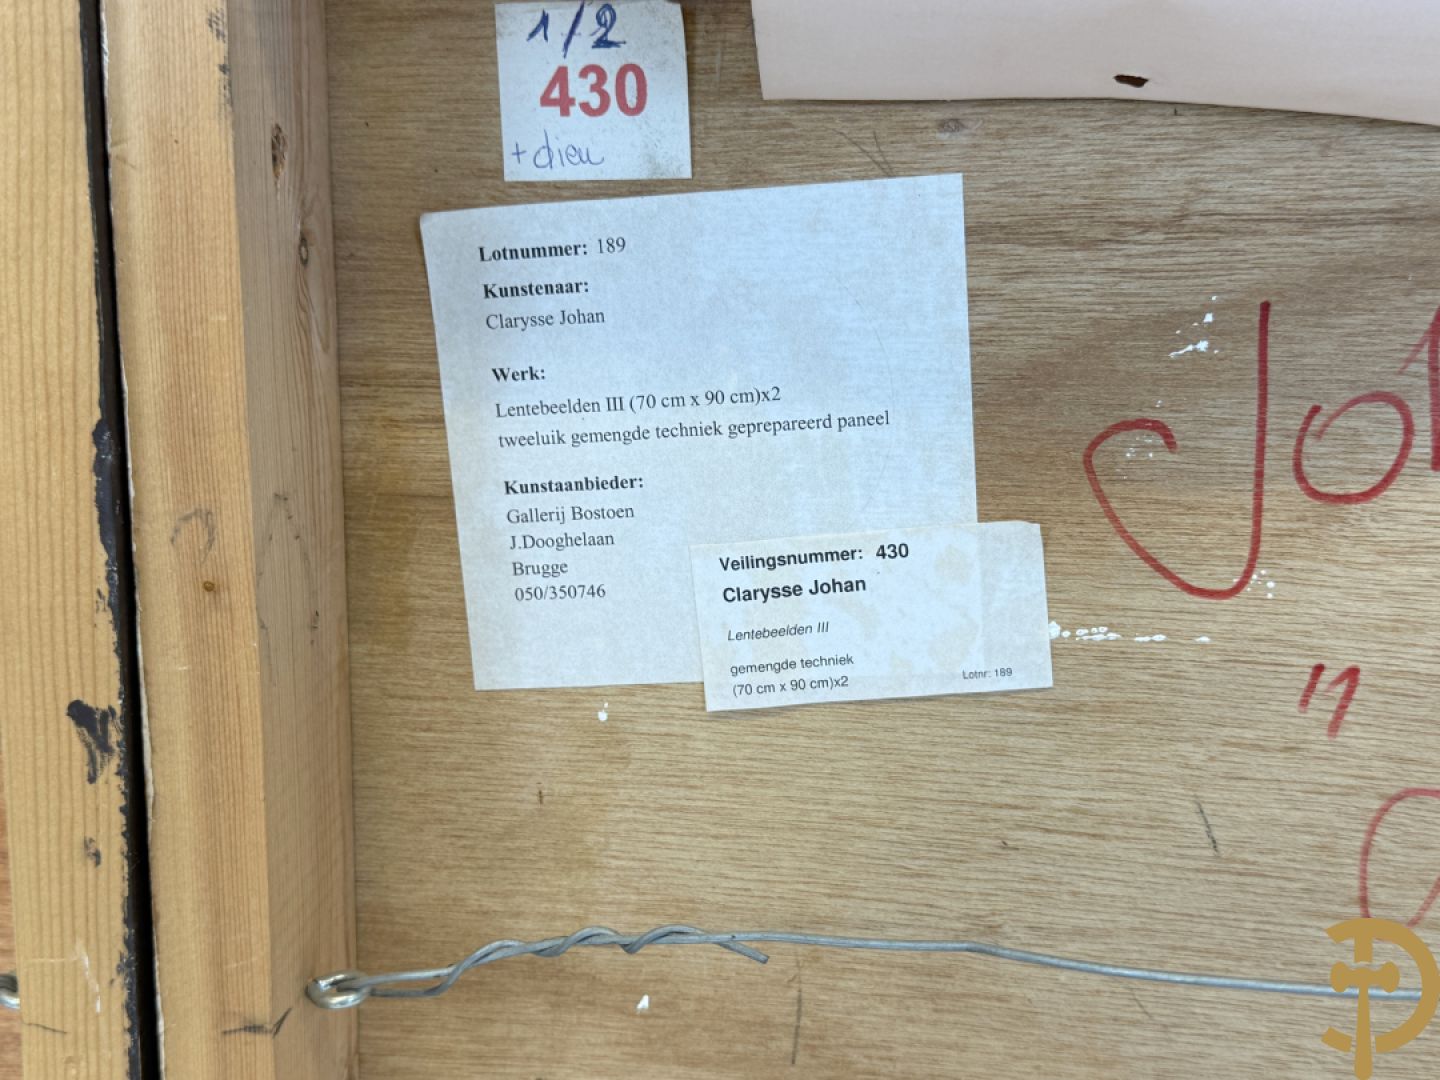 1/2
430
+ dieu
Lotnummer: 189
Kunstenaar:
Clarysse Johan
Werk:
Lentebeelden III (70 cm x 90 cm)x2
tweeluik gemengde techniek geprepareerd paneel
Kunstaanbieder:
Gallerij Bostoen
J.Dooghelaan
Brugge
050/350746
Veilingsnummer: 430
Clarysse Johan
Lentebeelden III
gemengde techniek
(70 cm x 90 cm)x2
Lotnr: 189
Jo
"